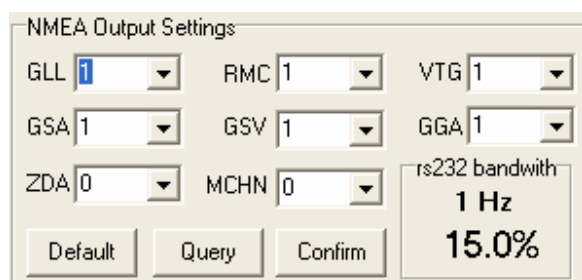 NMEA Output Settings
GLL 1 RMC 1 VTG 1
GSA 1 GSV 1 GGA 1
ZDA 0 MCHN 0
rs232 bandwith
1 Hz
15.0%
Default Query Confirm